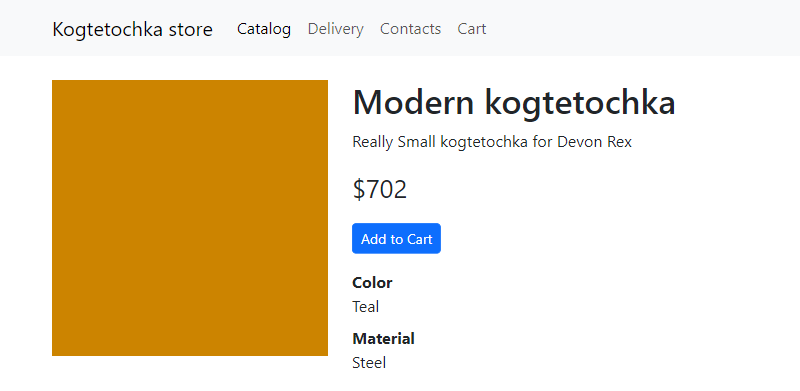 Kogtetochka store Catalog Delivery Contacts Cart
Modern kogtetochka
Really Small kogtetochka for Devon Rex
$702
Add to Cart
Color
Teal
Material
Steel